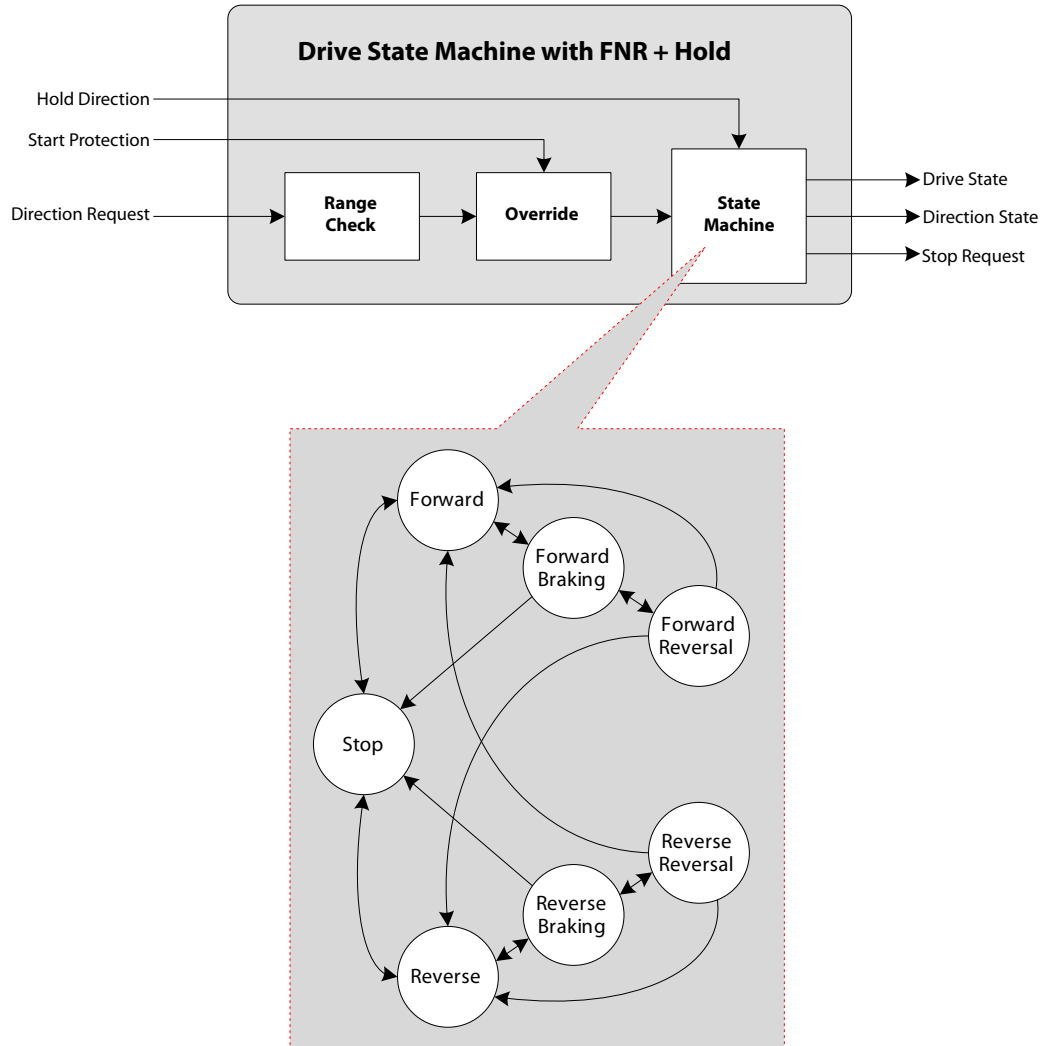 Drive State Machine with FNR + Hold
Hold Direction
Start Protection
Direction Request
Range
Check
Override
State
Machine
Drive State
Direction State
Stop Request
Forward
Forward
Braking
Forward
Reversal
Stop
Reverse
Reversal
Reverse
Braking
Reverse